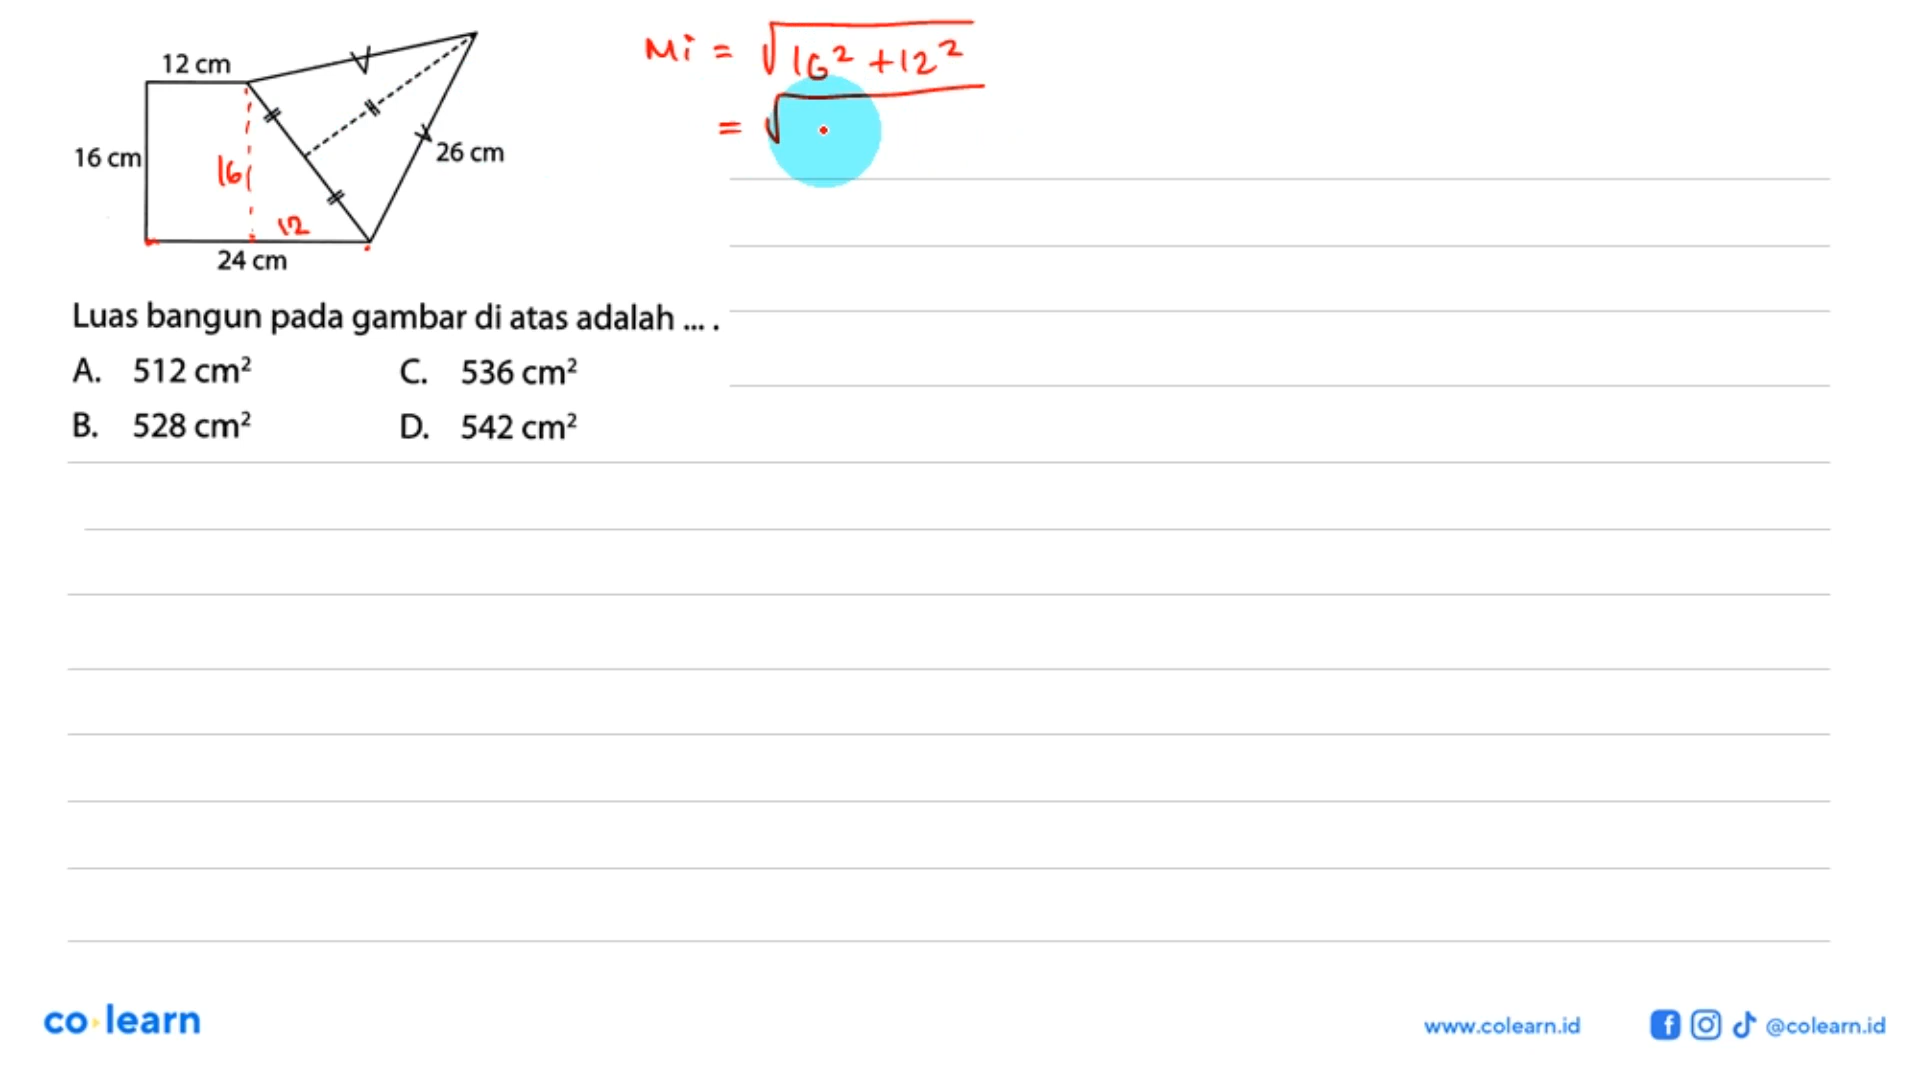 12 cm
16 cm
26 cm
16
12
24 cm
Mi = √16² + 12²
= √
Luas bangun pada gambar di atas adalah ... .
A. 512 cm² C. 536 cm²
B. 528 cm² D. 542 cm²
co learn
www.colearn.id @colearn.id